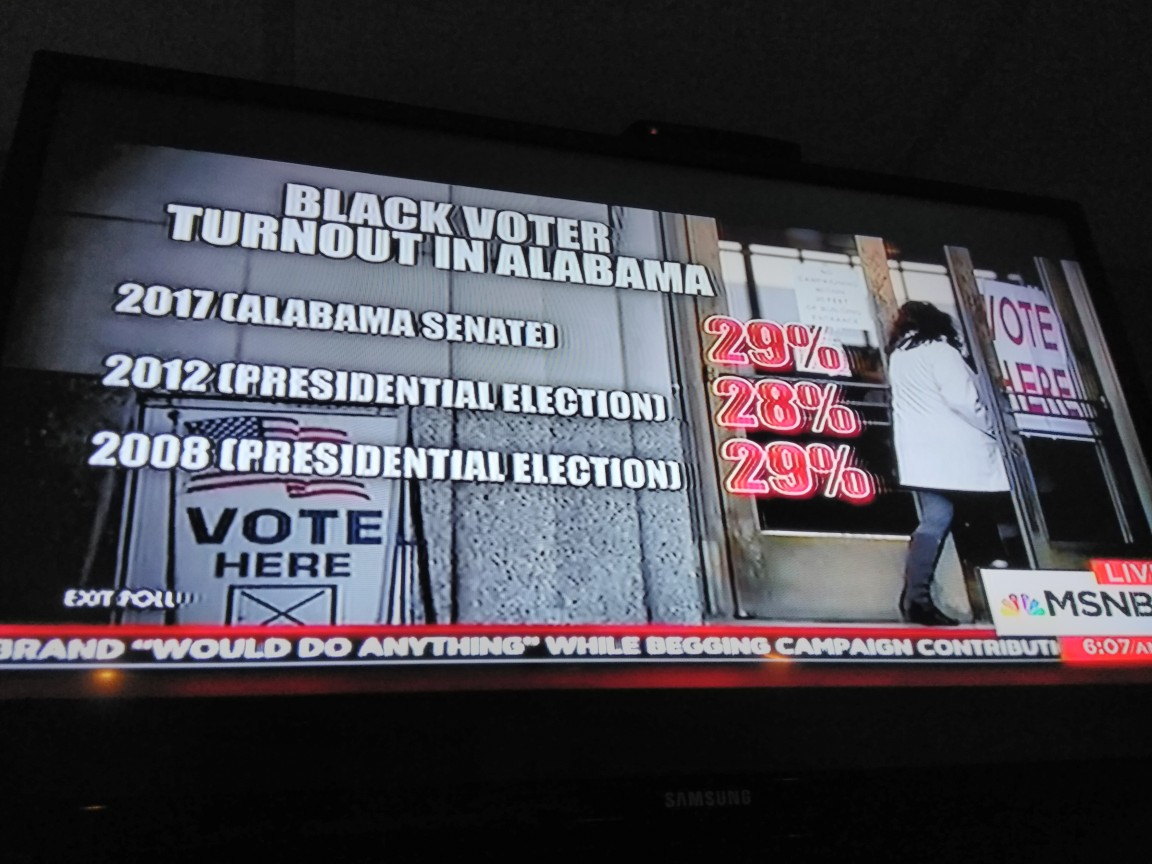 BLACK VOTER
TURNOUT IN ALABAMA
2017 (ALABAMA SENATE) 29%
2012 (PRESIDENTIAL ELECTION) 28%
2008 (PRESIDENTIAL ELECTION) 29%
VOTE
HERE
VOTE
HERE
EXIT POLL
LIV
MSNB
BRAND "WOULD DO ANYTHING" WHILE BEGGING CAMPAIGN CONTRIBUTI
6:07 A
SAMSUNG